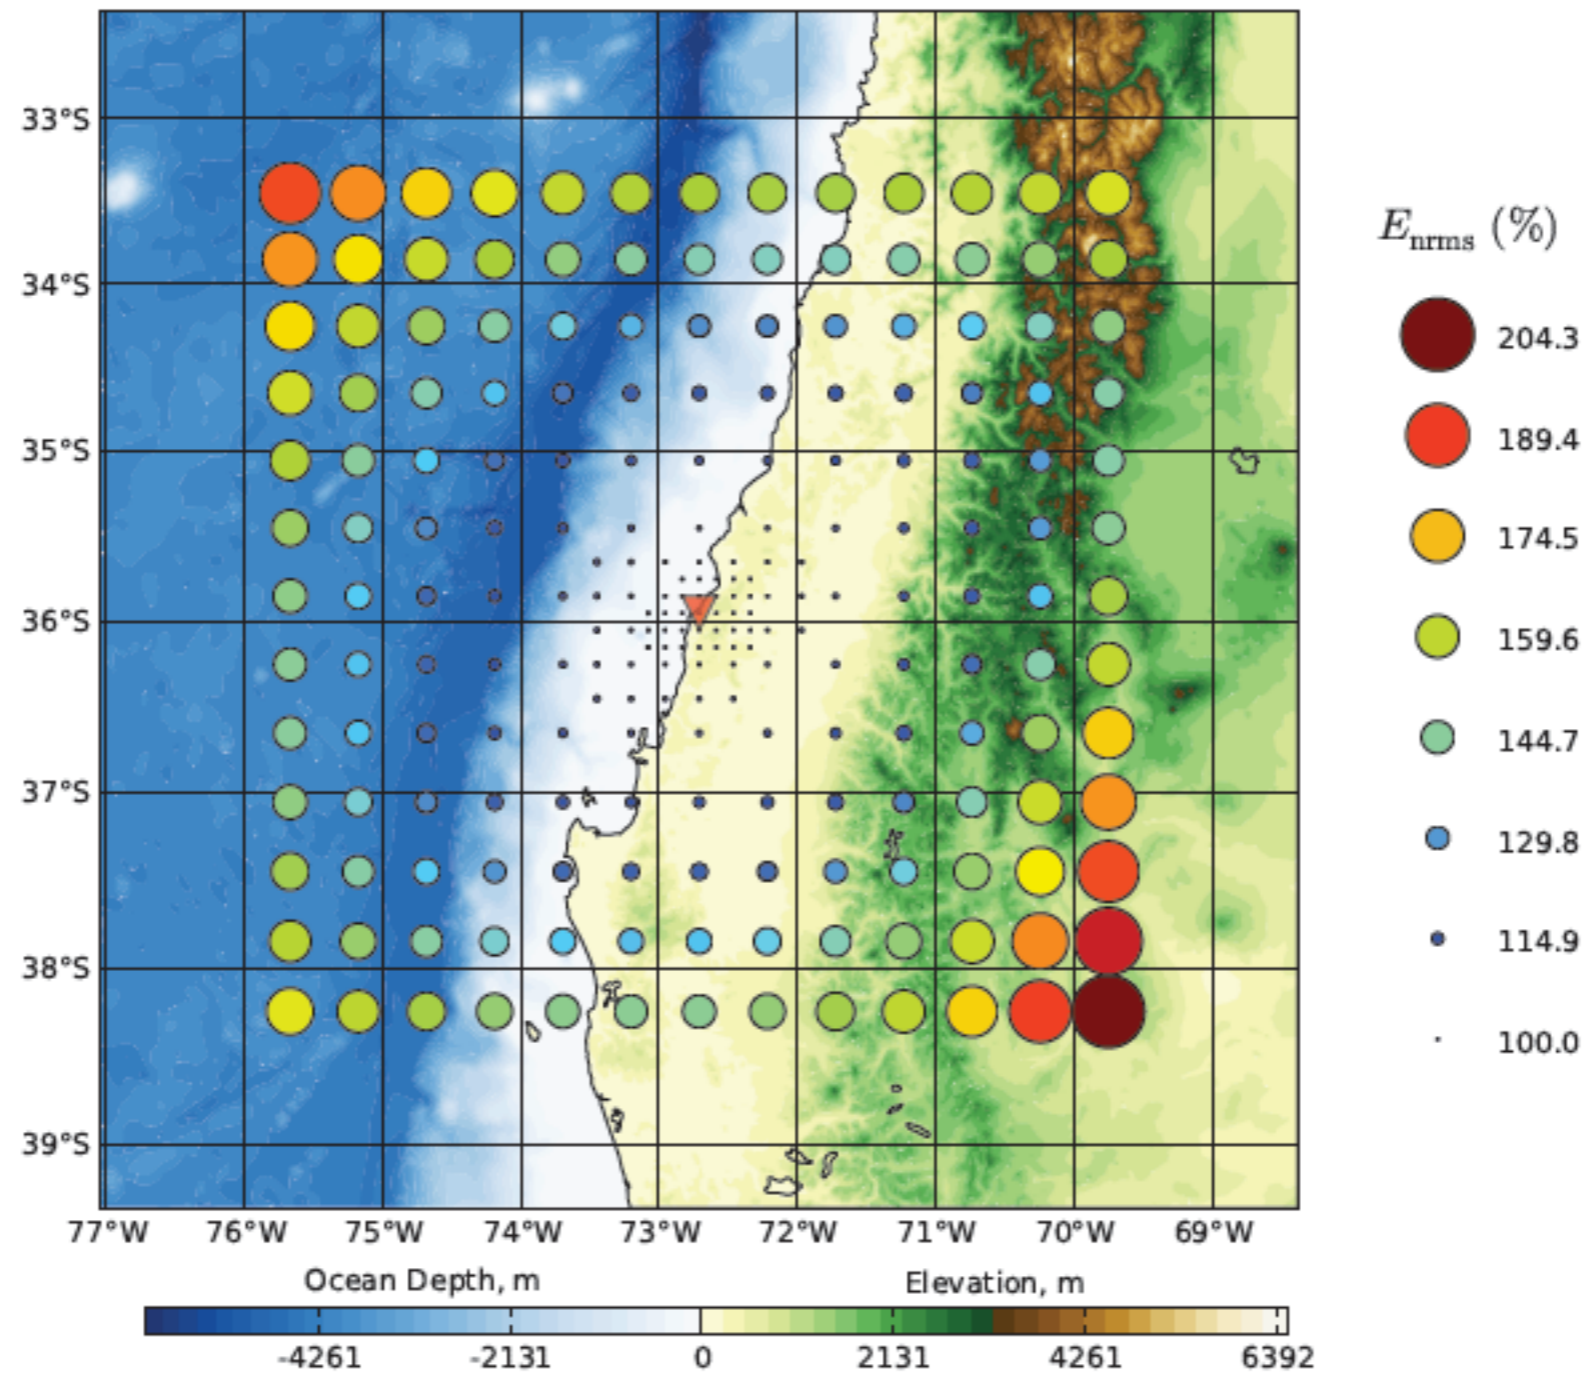 33°S
34°S
35°S
36°S
37°S
38°S
39°S
77°W 76°W 75°W 74°W 73°W 72°W 71°W 70°W 69°W
Ocean Depth, m Elevation, m
-4261 -2131 0 2131 4261 6392
Enrms (%)
204.3
189.4
174.5
159.6
144.7
129.8
114.9
100.0